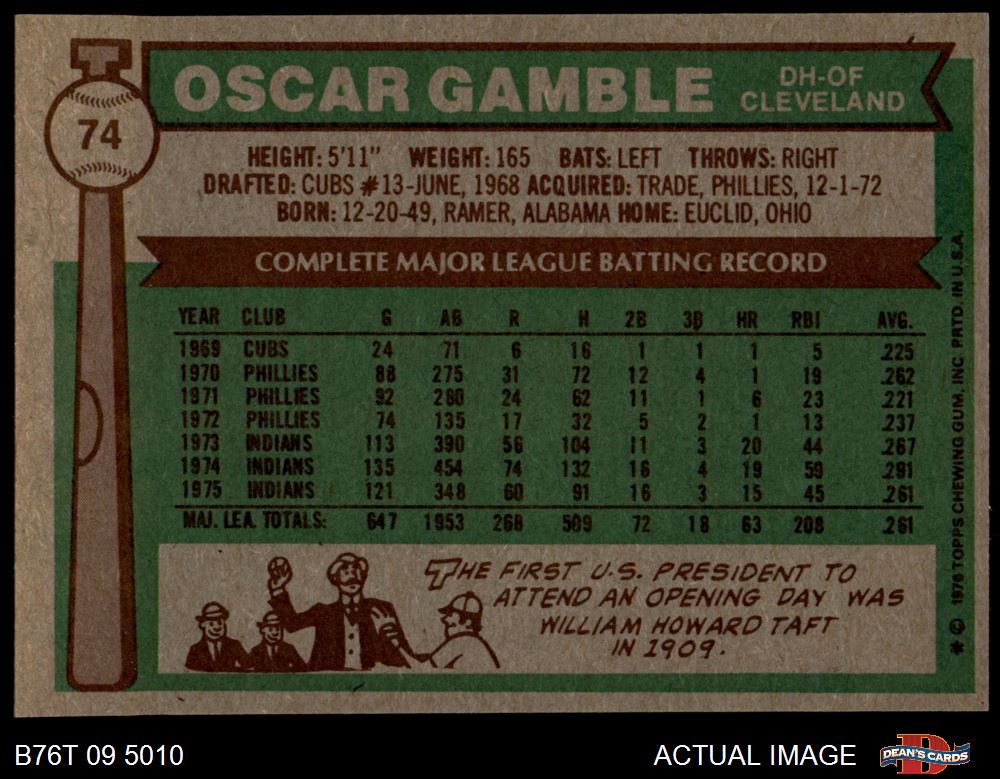 74
OSCAR GAMBLE
DH-OF
CLEVELAND
HEIGHT: 5'11" WEIGHT: 165 BATS: LEFT THROWS: RIGHT
DRAFTED: CUBS #13-JUNE, 1968 ACQUIRED: TRADE, PHILLIES, 12-1-72
BORN: 12-20-49, RAMER, ALABAMA HOME: EUCLID, OHIO
COMPLETE MAJOR LEAGUE BATTING RECORD
YEAR CLUB G AB R H 2B 3B HR RBI AVG.
1969 CUBS 24 71 6 16 1 1 1 5 .225
1970 PHILLIES 88 275 31 72 12 4 1 19 .262
1971 PHILLIES 92 280 24 62 11 1 6 23 .221
1972 PHILLIES 74 135 17 32 5 2 1 13 .237
1973 INDIANS 113 390 56 104 11 3 20 44 .267
1974 INDIANS 135 454 74 132 16 4 19 59 .291
1975 INDIANS 121 348 60 91 16 3 15 45 .261
MAJ. LEA. TOTALS: 647 1953 268 509 72 18 63 208 .261
THE FIRST U.S. PRESIDENT TO
ATTEND AN OPENING DAY WAS
WILLIAM HOWARD TAFT
IN 1909.
* © 1976 TOPPS CHEWING GUM, INC. PRTD. IN U.S.A.
B76T 09 5010
ACTUAL IMAGE
DEAN'S CARDS